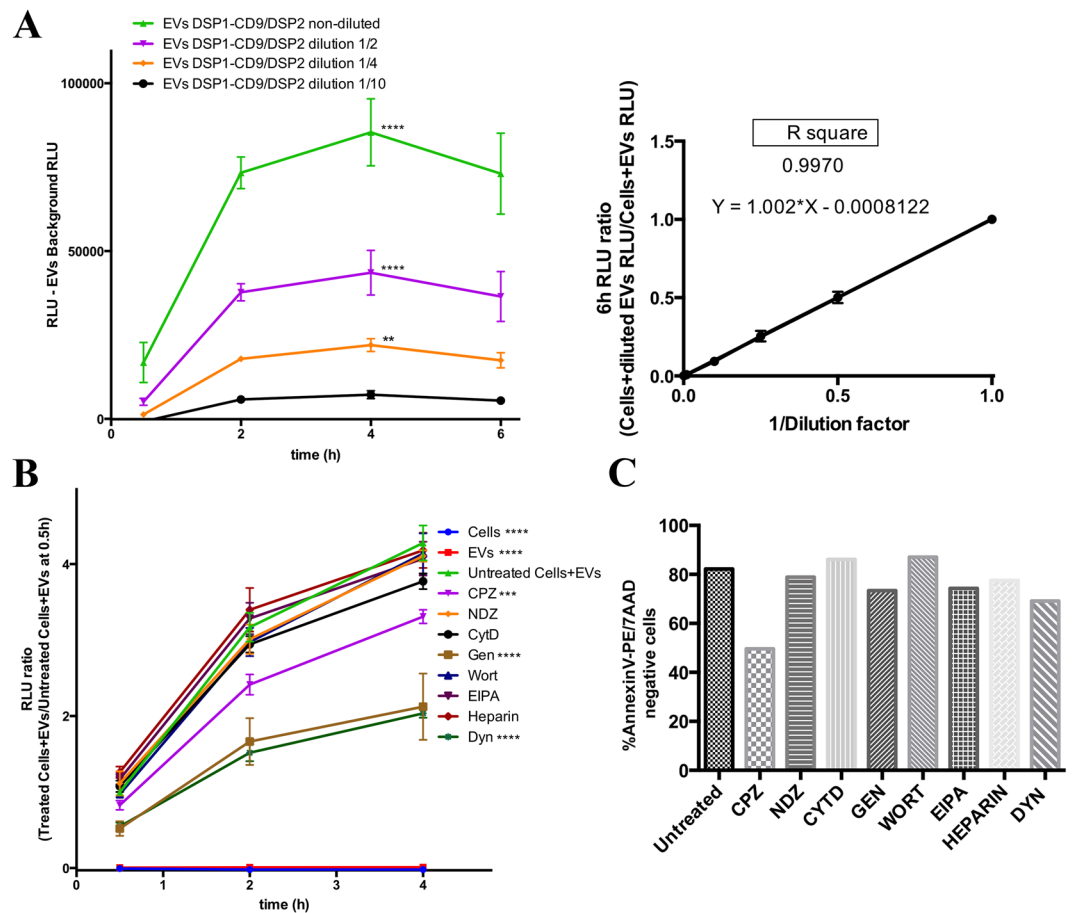 A
EVs DSP1-CD9/DSP2 non-diluted
EVs DSP1-CD9/DSP2 dilution 1/2
EVs DSP1-CD9/DSP2 dilution 1/4
EVs DSP1-CD9/DSP2 dilution 1/10
RLU - EVs Background RLU
100000
50000
0
****
****
**
0
2
4
6
time (h)
6h RLU ratio
(Cells+diluted EVs RLU/Cells+EVs RLU)
1.5
1.0
0.5
0.0
R square
0.9970
Y = 1.002*X - 0.0008122
0.0
0.5
1.0
1/Dilution factor
B
RLU ratio
(Treated Cells+EVs/Untreated Cells+EVs at 0.5h)
4
2
0
0
1
2
3
4
time (h)
Cells ****
EVs ****
Untreated Cells+EVs
CPZ ***
NDZ
CytD
Gen ****
Wort
EIPA
Heparin
Dyn ****
C
%AnnexinV-PE/7AAD
negative cells
100
80
60
40
20
0
Untreated
CPZ
NDZ
CYTD
GEN
WORT
EIPA
HEPARIN
DYN